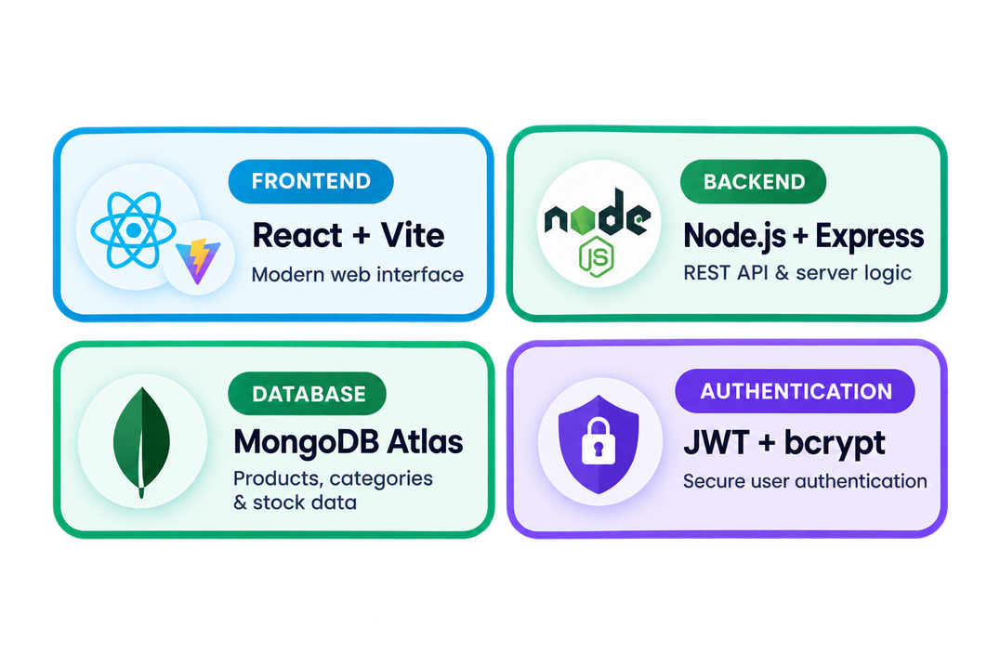 FRONTEND
React + Vite
Modern web interface
node
JS
BACKEND
Node.js + Express
REST API & server logic
DATABASE
MongoDB Atlas
Products, categories
& stock data
AUTHENTICATION
JWT + bcrypt
Secure user authentication